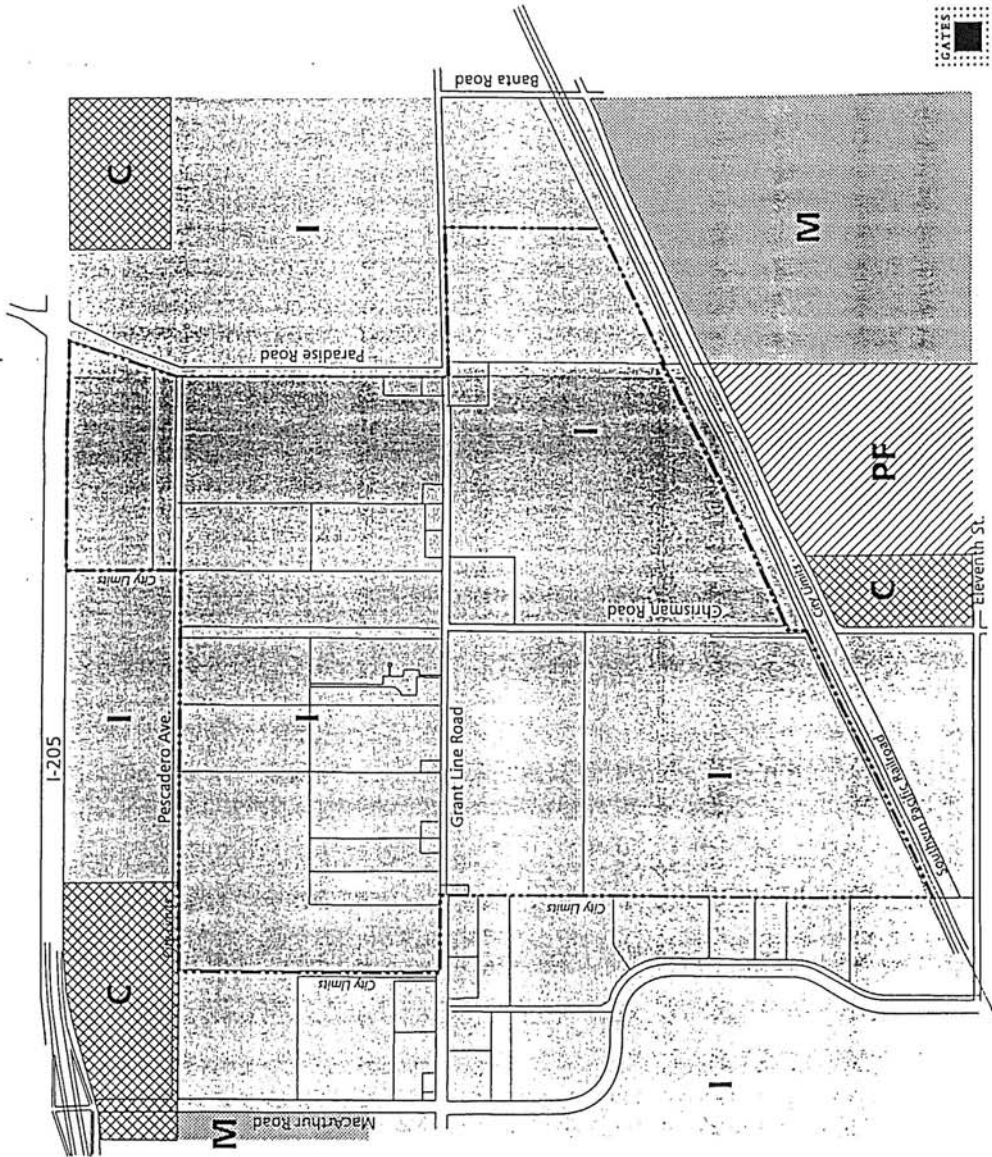 GATES
Banta Road
C
I
M
Paradise Road
I
PF
City Limits
City Limits
C
Eleventh St.
Chrisman Road
I-205
I
Pescadero Ave.
I
Grant Line Road
I
Southern Pacific Railroad
City Limits
C
City Limits
I
MacArthur Road
M